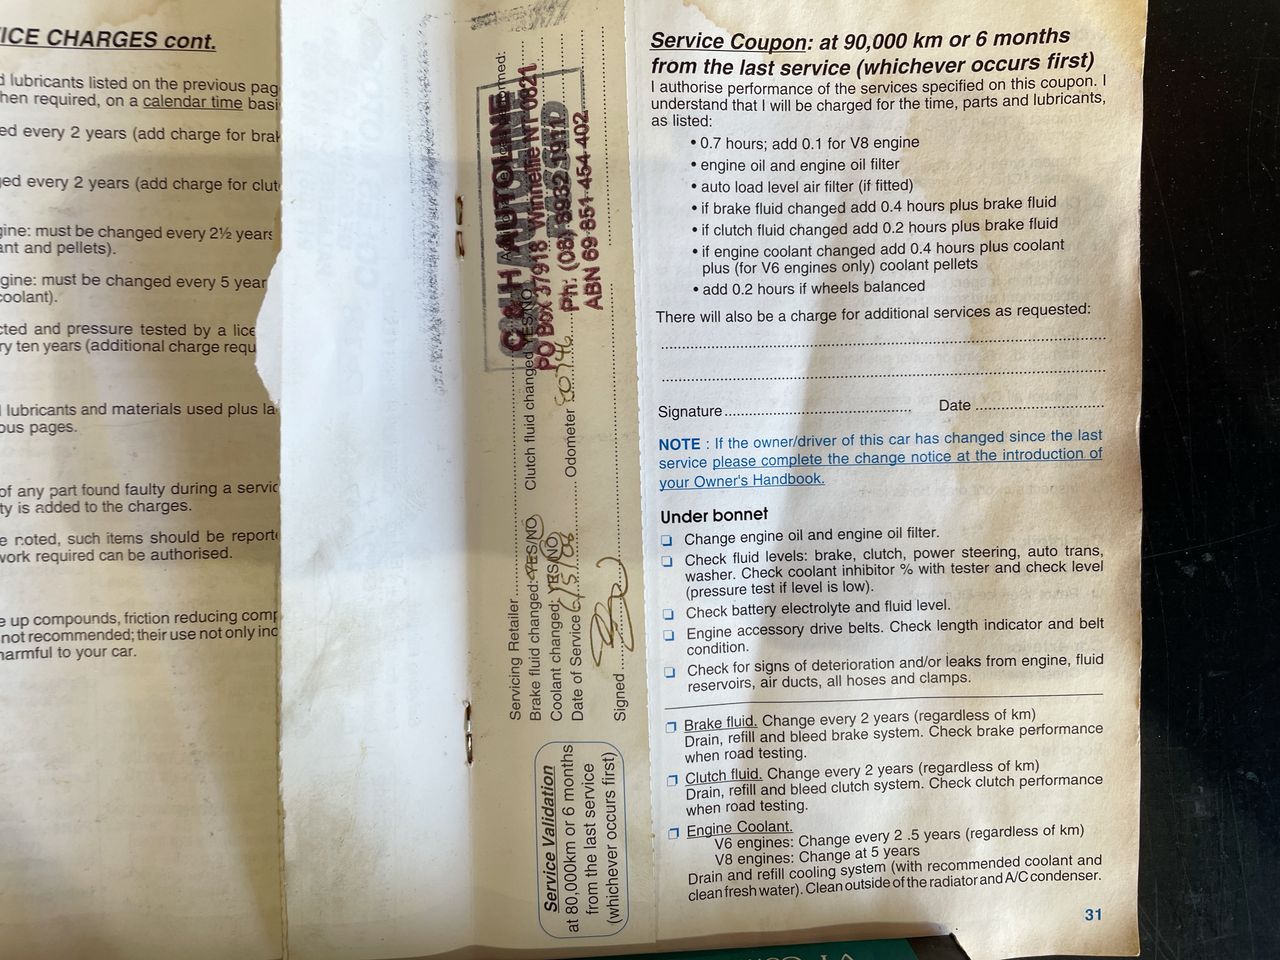 ICE CHARGES cont.
d lubricants listed on the previous pag
hen required, on a calendar time basi
ed every 2 years (add charge for brak
ged every 2 years (add charge for clut
gine: must be changed every 2½ years
ant and pellets).
gine: must be changed every 5 year
coolant).
cted and pressure tested by a lice
ry ten years (additional charge requ
l lubricants and materials used plus la
ous pages.
of any part found faulty during a servic
ty is added to the charges.
e noted, such items should be reporte
work required can be authorised.
e up compounds, friction reducing comp
not recommended; their use not only inc
harmful to your car.
Service Validation
at 80,000km or 6 months
from the last service
(whichever occurs first)
Servicing Retailer
Brake fluid changed: YES/NO Clutch fluid changed YES/NO
Coolant changed: YES/NO
Date of Service 6/5/06 Odometer
Signed
C&H AUTOLINE
PO Box 37918 Winnellie NT 0821
Ph: (08) 8932 1911
ABN 69 851 454 402
Service Coupon: at 90,000 km or 6 months
from the last service (whichever occurs first)
I authorise performance of the services specified on this coupon. I
understand that I will be charged for the time, parts and lubricants,
as listed:
• 0.7 hours; add 0.1 for V8 engine
• engine oil and engine oil filter
• auto load level air filter (if fitted)
• if brake fluid changed add 0.4 hours plus brake fluid
• if clutch fluid changed add 0.2 hours plus brake fluid
• if engine coolant changed add 0.4 hours plus coolant
plus (for V6 engines only) coolant pellets
• add 0.2 hours if wheels balanced
There will also be a charge for additional services as requested:
Signature Date
NOTE : If the owner/driver of this car has changed since the last
service please complete the change notice at the introduction of
your Owner's Handbook.
Under bonnet
Change engine oil and engine oil filter.
Check fluid levels: brake, clutch, power steering, auto trans,
washer. Check coolant inhibitor % with tester and check level
(pressure test if level is low).
Check battery electrolyte and fluid level.
Engine accessory drive belts. Check length indicator and belt
condition.
Check for signs of deterioration and/or leaks from engine, fluid
reservoirs, air ducts, all hoses and clamps.
Brake fluid. Change every 2 years (regardless of km)
Drain, refill and bleed brake system. Check brake performance
when road testing.
Clutch fluid. Change every 2 years (regardless of km)
Drain, refill and bleed clutch system. Check clutch performance
when road testing.
Engine Coolant.
V6 engines: Change every 2 .5 years (regardless of km)
V8 engines: Change at 5 years
Drain and refill cooling system (with recommended coolant and
clean fresh water). Clean outside of the radiator and A/C condenser.
31